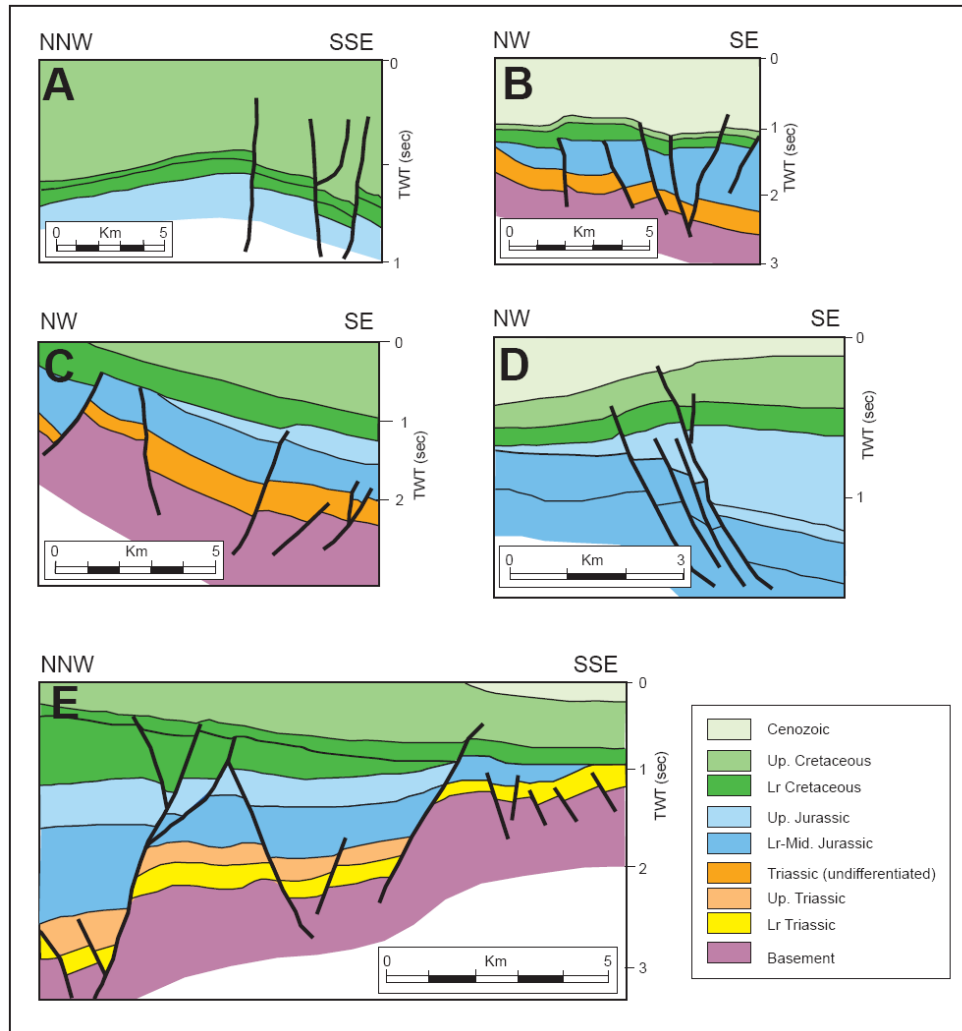 NNW SSE
A
0
TWT (sec)
1
0 Km 5
NW SE
B
0
1
TWT (sec)
2
3
0 Km 5
NW SE
C
0
1
TWT (sec)
2
0 Km 5
NW SE
D
0
TWT (sec)
1
0 Km 3
NNW SSE
E
0
1
TWT (sec)
2
3
0 Km 5
Cenozoic
Up. Cretaceous
Lr Cretaceous
Up. Jurassic
Lr-Mid. Jurassic
Triassic (undifferentiated)
Up. Triassic
Lr Triassic
Basement